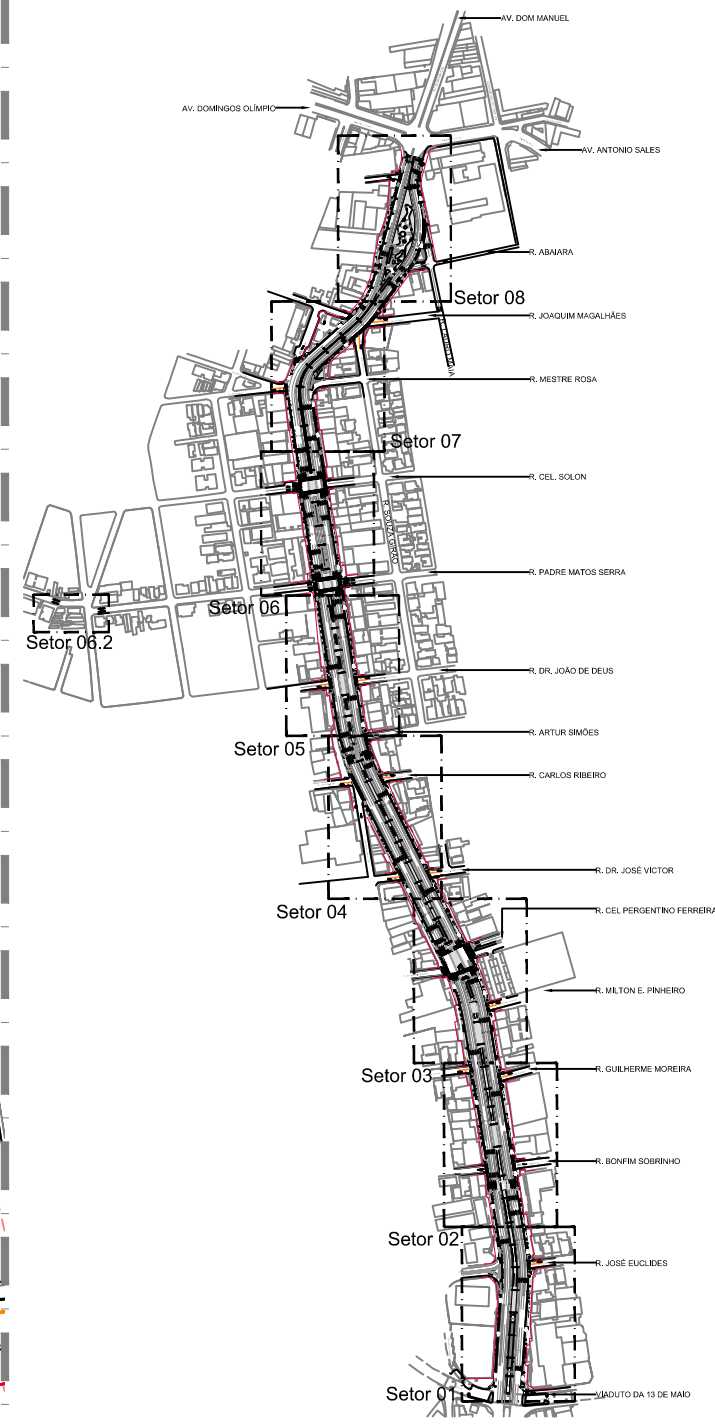 AV. DOM MANUEL
AV. DOMINGOS OLÍMPIO
AV. ANTONIO SALES
R. ABAIARA
Setor 08
R. JOAQUIM MAGALHÃES
R. MESTRE ROSA
Setor 07
R. CEL. SOLON
R. SOUZA GIRÃO
R. PADRE MATOS SERRA
Setor 06
Setor 06.2
R. DR. JOÃO DE DEUS
R. ARTUR SIMÕES
Setor 05
R. CARLOS RIBEIRO
R. DR. JOSÉ VICTOR
Setor 04
R. CEL PERGENTINO FERREIRA
R. MILTON E. PINHEIRO
R. GUILHERME MOREIRA
Setor 03
R. BONFIM SOBRINHO
Setor 02
R. JOSÉ EUCLIDES
Setor 01
VIADUTO DA 13 DE MAIO